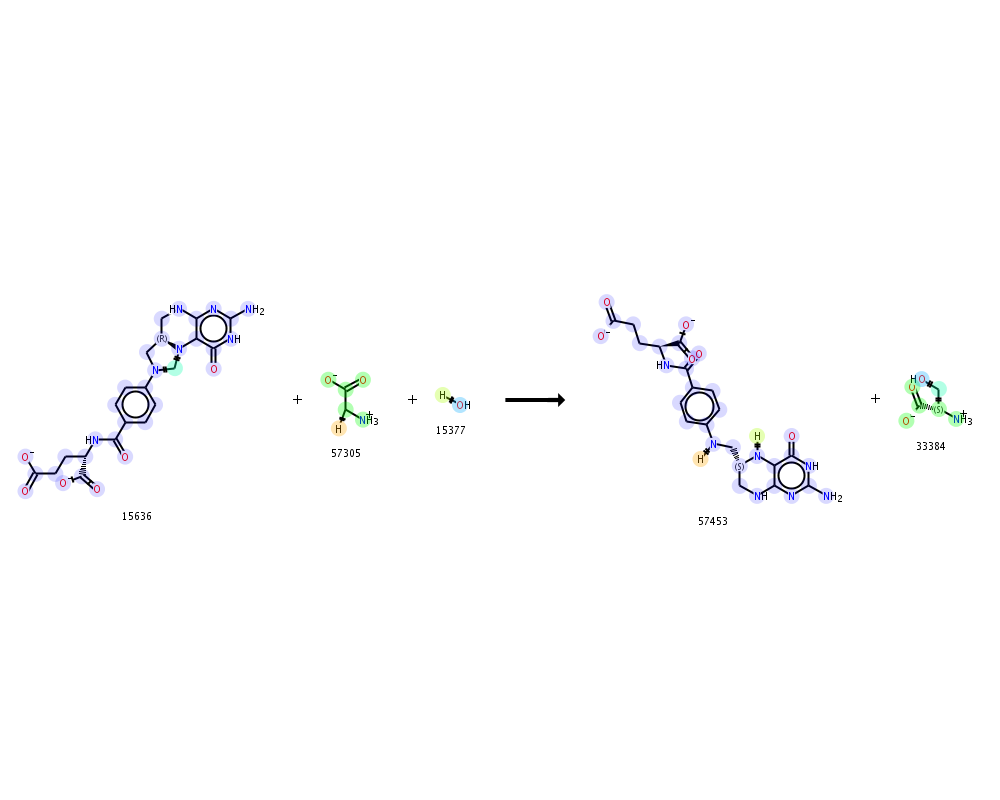 HN
N
NH2
(R)
N
NH
O
N
HN
O
O-
O
O-
O
15636
+
O-
O
NH3+
H
57305
+
H
OH
15377
O
O-
O-
O
O
HN
H
N
H
N
O
(S)
NH
NH
N
NH2
57453
+
HO
O
O-
(S)
NH3+
33384